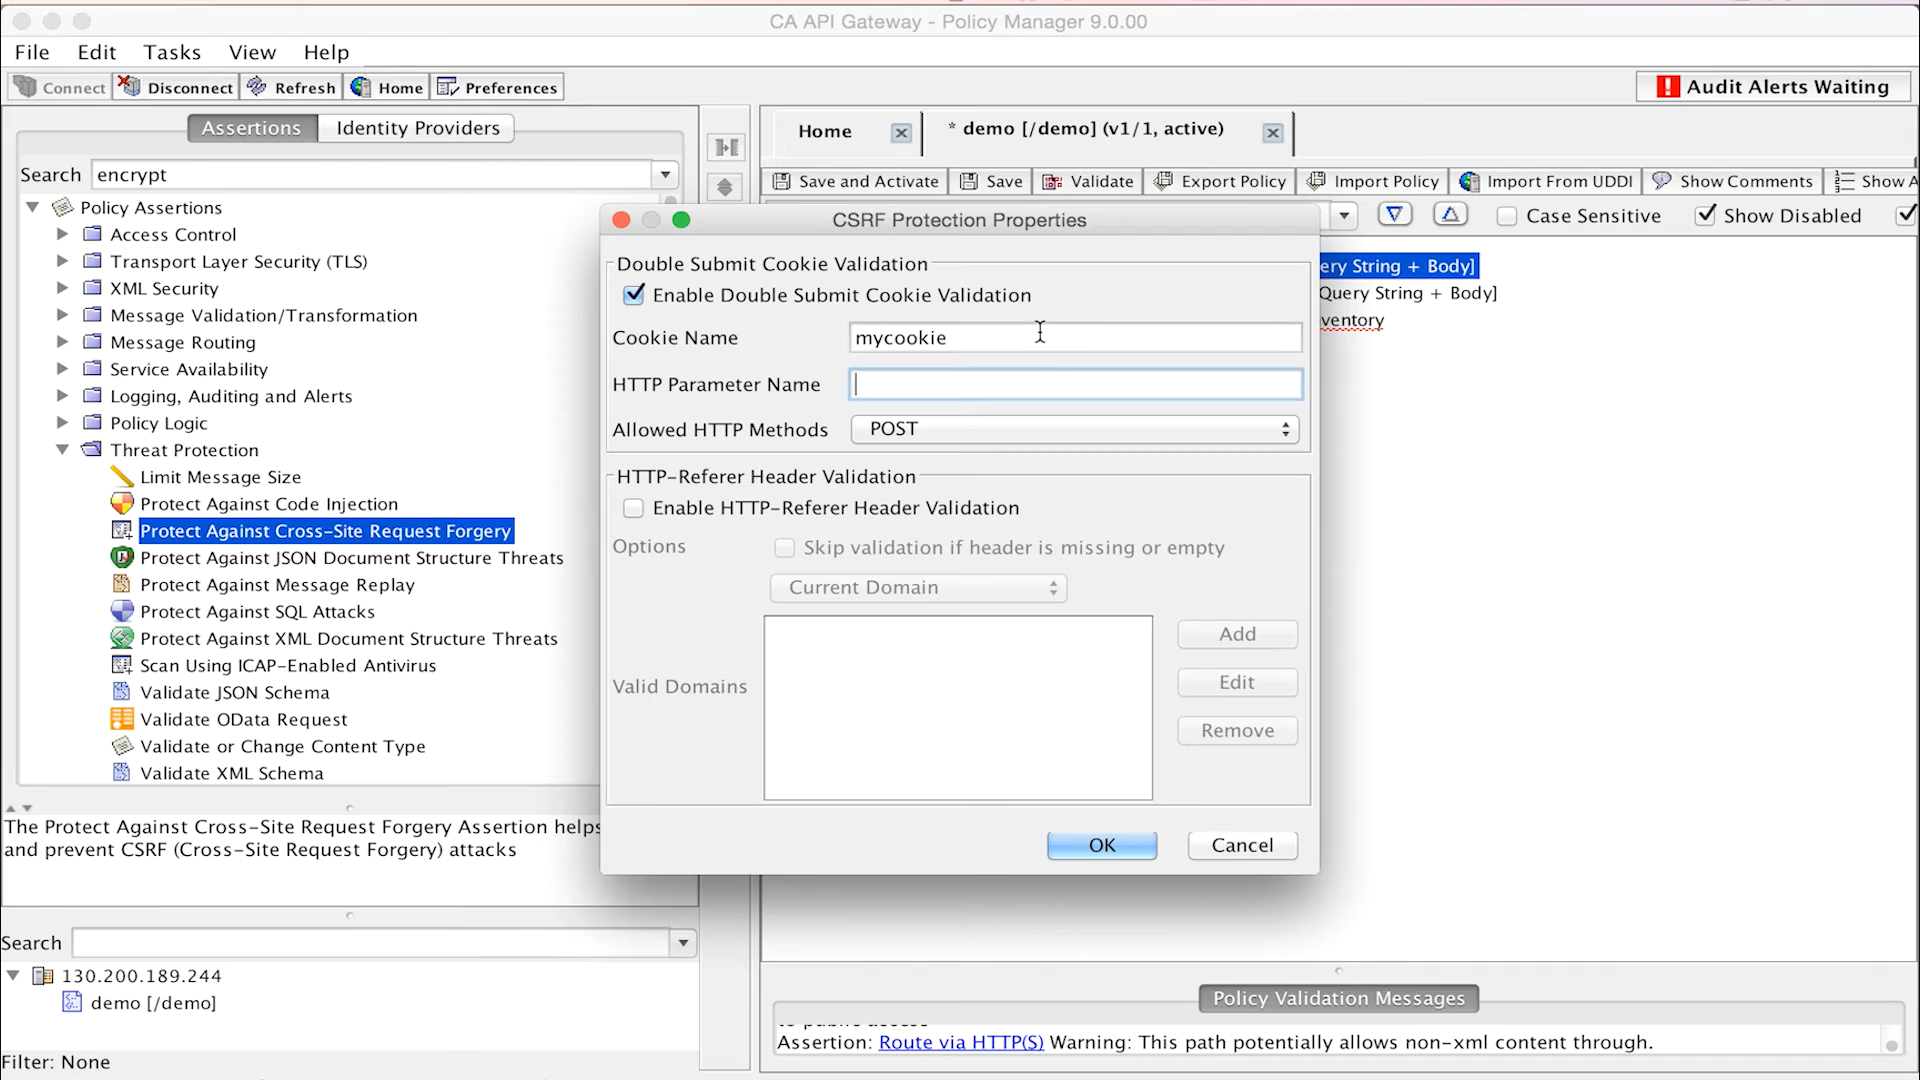 CA API Gateway - Policy Manager 9.0.00
File Edit Tasks View Help
Connect Disconnect Refresh Home Preferences
Audit Alerts Waiting
Assertions Identity Providers
Home
* demo [/demo] (v1/1, active)
Search encrypt
Save and Activate Save Validate Export Policy Import Policy Import From UDDI Show Comments Show A
Case Sensitive Show Disabled
Policy Assertions
Access Control
Transport Layer Security (TLS)
XML Security
Message Validation/Transformation
Message Routing
Service Availability
Logging, Auditing and Alerts
Policy Logic
Threat Protection
Limit Message Size
Protect Against Code Injection
Protect Against Cross-Site Request Forgery
Protect Against JSON Document Structure Threats
Protect Against Message Replay
Protect Against SQL Attacks
Protect Against XML Document Structure Threats
Scan Using ICAP-Enabled Antivirus
Validate JSON Schema
Validate OData Request
Validate or Change Content Type
Validate XML Schema
The Protect Against Cross-Site Request Forgery Assertion helps
and prevent CSRF (Cross-Site Request Forgery) attacks
Search
130.200.189.244
demo [/demo]
Filter: None
CSRF Protection Properties
Double Submit Cookie Validation
Enable Double Submit Cookie Validation
Cookie Name mycookie
HTTP Parameter Name
Allowed HTTP Methods POST
HTTP-Referer Header Validation
Enable HTTP-Referer Header Validation
Options Skip validation if header is missing or empty
Current Domain
Valid Domains
Add
Edit
Remove
OK Cancel
ery String + Body]
Query String + Body]
ventory
Policy Validation Messages
to public access
Assertion: Route via HTTP(S) Warning: This path potentially allows non-xml content through.